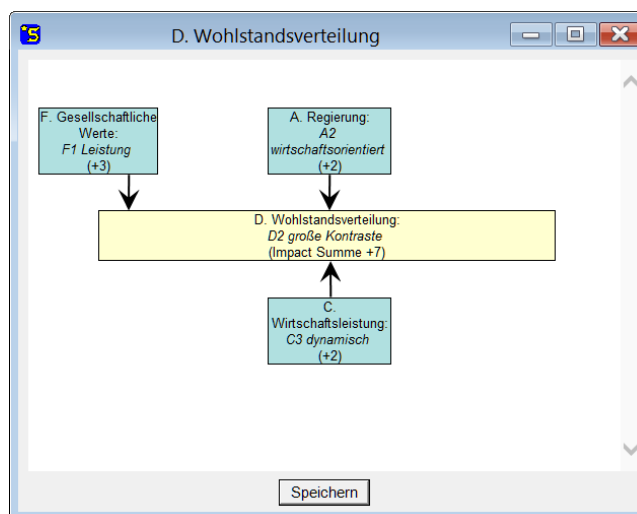 D. Wohlstandsverteilung
F. Gesellschaftliche
Werte:
F1 Leistung
(+3)
A. Regierung:
A2
wirtschaftsorientiert
(+2)
D. Wohlstandsverteilung:
D2 große Kontraste
(Impact Summe +7)
C.
Wirtschaftsleistung:
C3 dynamisch
(+2)
Speichern